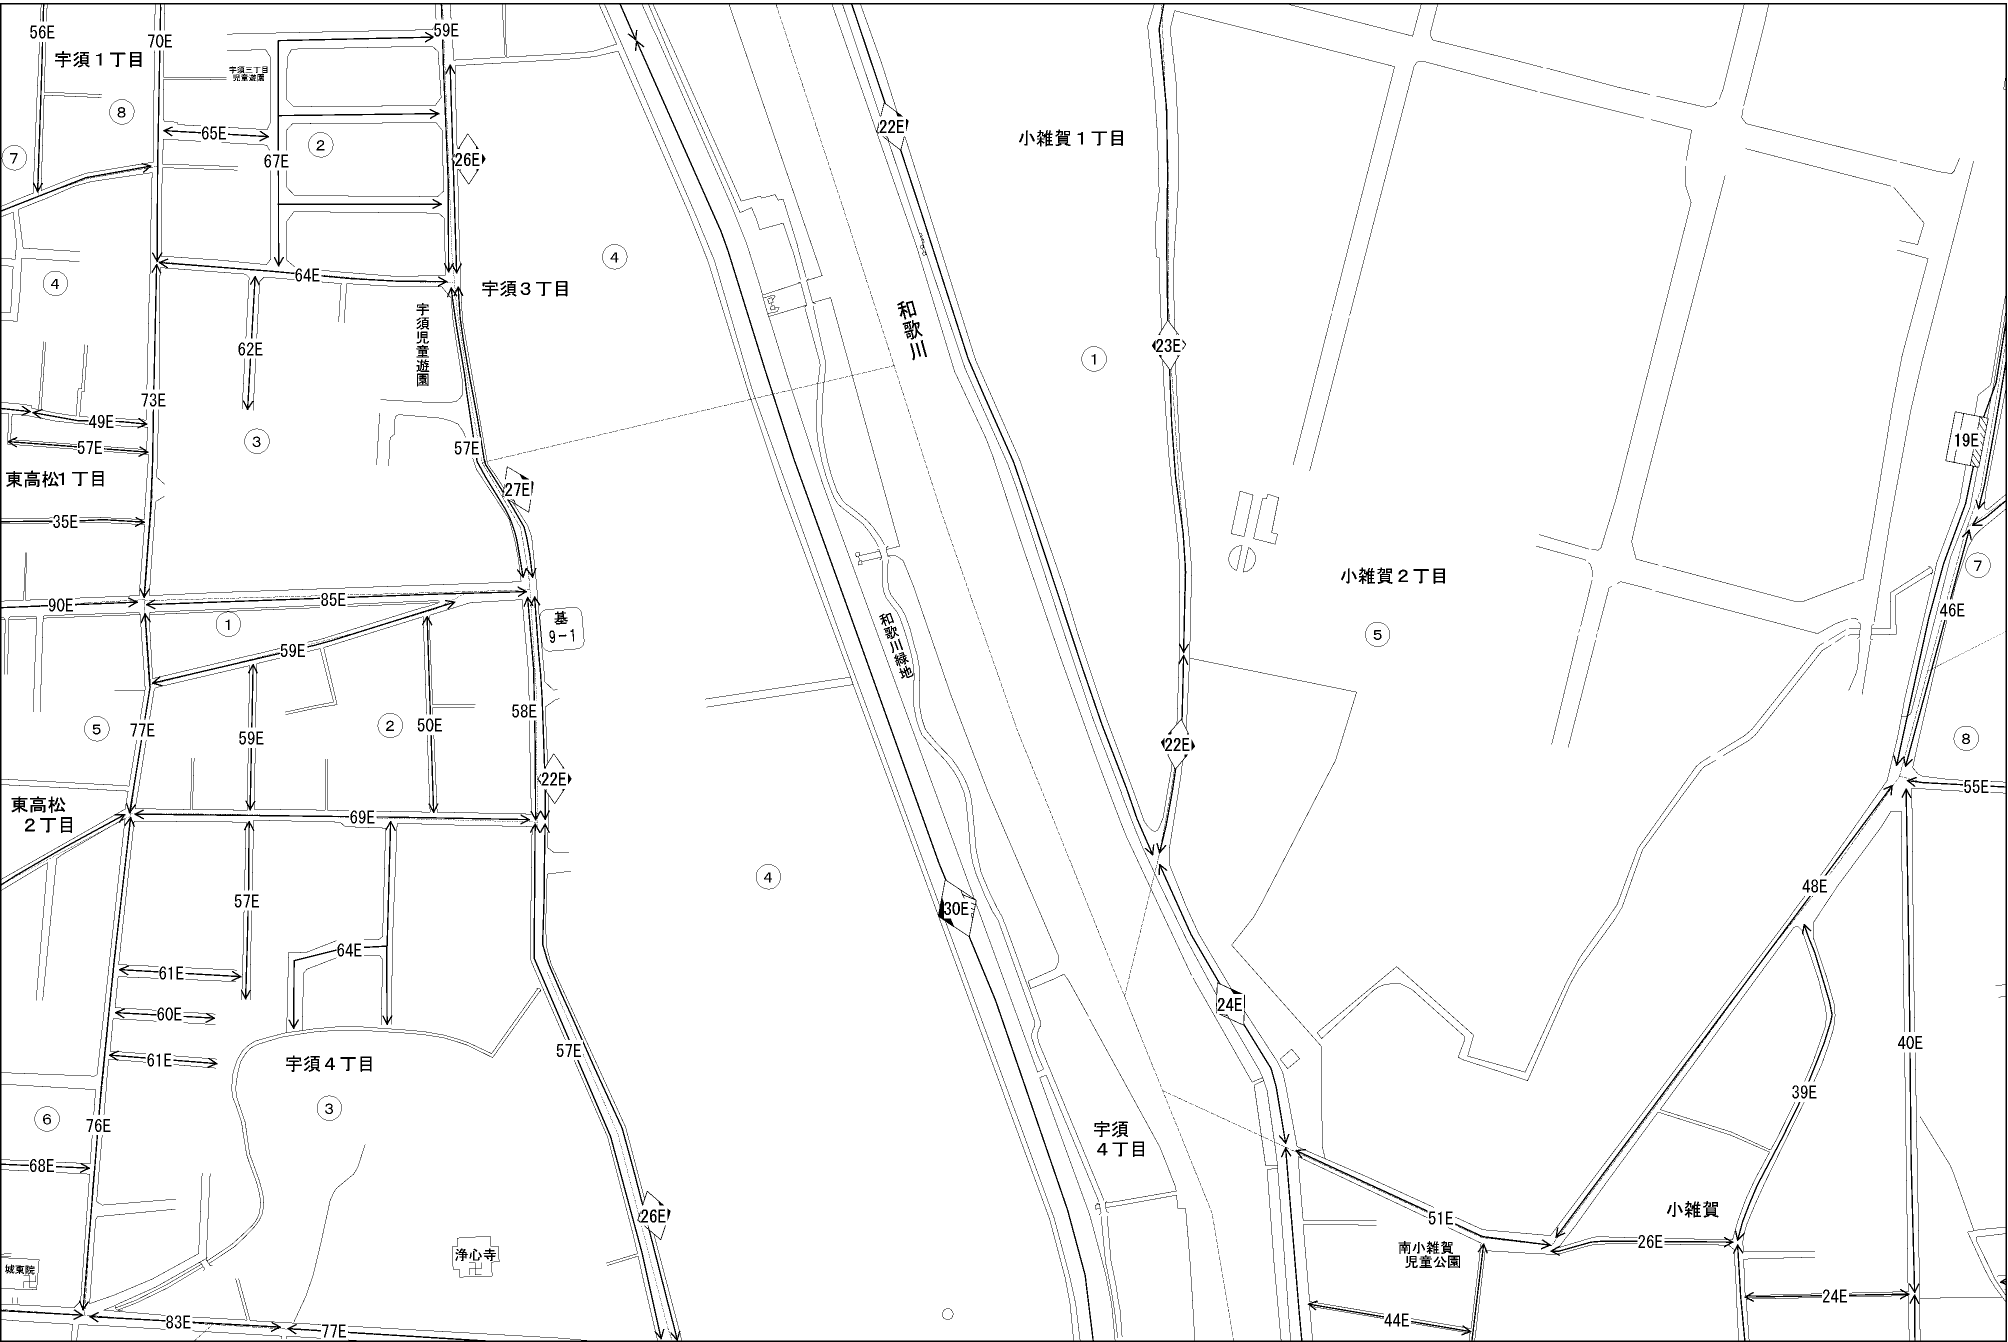 56E
70E
59E
宇須１丁目
宇須三丁目
児童遊園
8
65E
2
22E
小雑賀１丁目
7
67E
26E
4
64E
4
宇須３丁目
宇須児童遊園
和歌川
62E
23E
1
73E
49E
57E
3
57E
19E
東高松1丁目
27E
35E
小雑賀２丁目
7
90E
85E
46E
1
基
9-1
5
59E
和歌川緑地
58E
77E
5
59E
2
50E
22E
8
22E
55E
東高松
２丁目
69E
4
48E
57E
30E
64E
61E
24E
60E
57E
40E
61E
宇須４丁目
39E
3
6
76E
宇須
４丁目
68E
小雑賀
26E
51E
26E
浄心寺
南小雑賀
児童公園
城東院
24E
83E
77E
44E